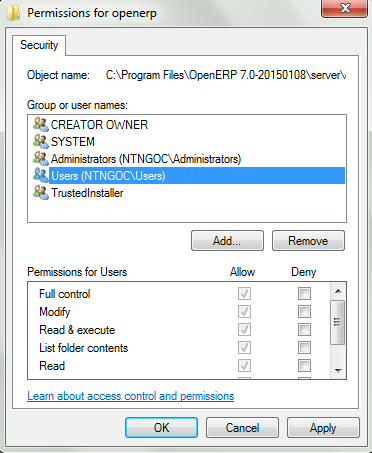 Permissions for openerp
Security
Object name: C:\Program Files\OpenERP 7.0-20150108\server\
Group or user names:
CREATOR OWNER
SYSTEM
Administrators (NTNGOC\Administrators)
Users (NTNGOC\Users)
TrustedInstaller
Add... Remove
Permissions for Users Allow Deny
Full control
Modify
Read & execute
List folder contents
Read
Learn about access control and permissions
OK Cancel Apply